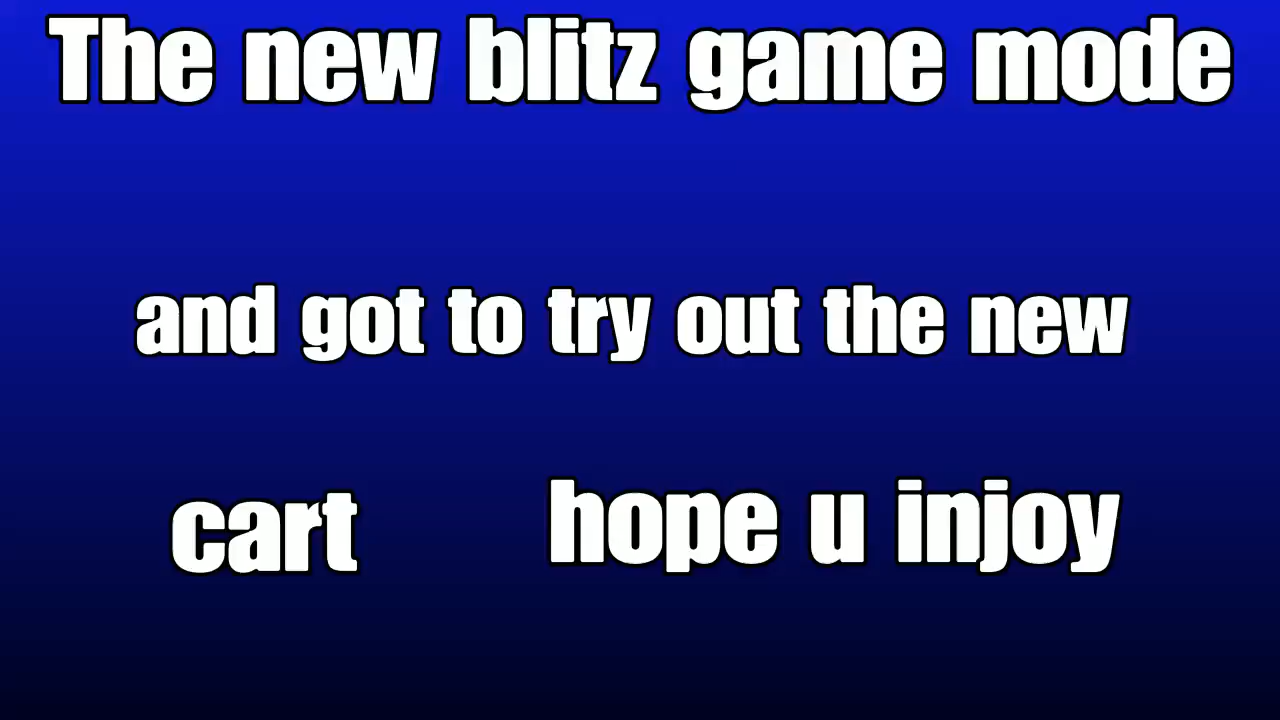 The new blitz game mode
and got to try out the new
cart hope u injoy